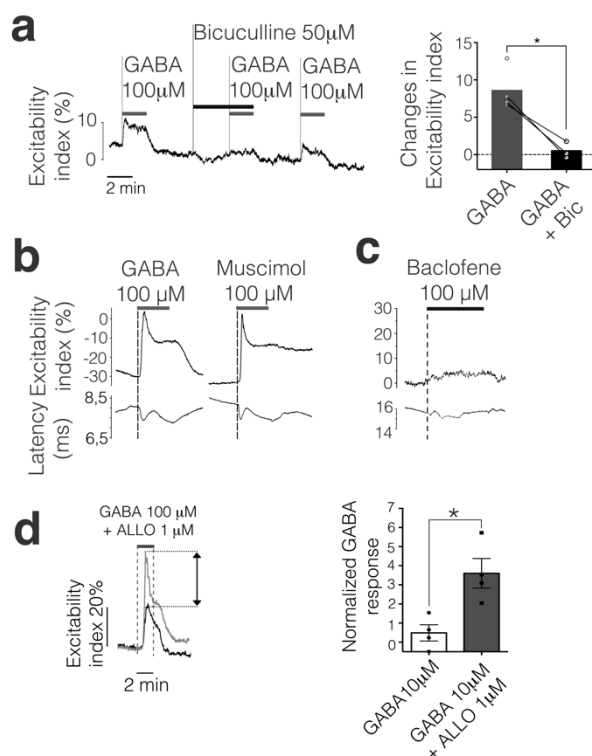 a
Bicuculline 50µM
GABA
100µM
GABA
100µM
GABA
100µM
Excitability
index (%)
10
0
2 min
Changes in
Excitability index
15
10
5
0
*
GABA
GABA
+ Bic
b
GABA
100 µM
Muscimol
100 µM
Excitability
index (%)
0
-10
-20
-30
Latency
(ms)
8,5
6,5
c
Baclofene
100 µM
30
20
10
0
16
14
d
GABA 100 µM
+ ALLO 1 µM
Excitability
index 20%
2 min
Normalized GABA
response
7
6
5
4
3
2
1
0
*
GABA10µM
GABA 10µM
+ ALLO 1µM